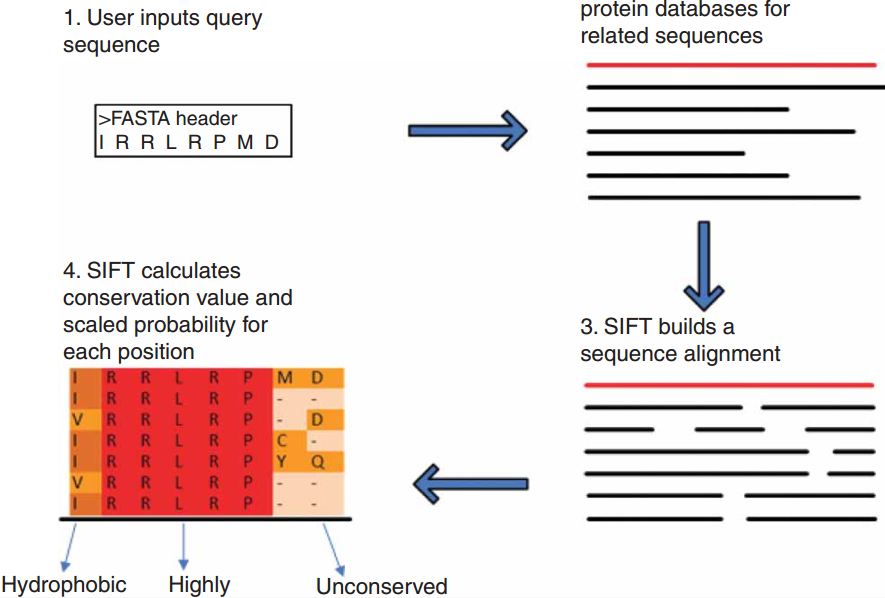 1. User inputs query
sequence
>FASTA header
I R R L R P M D
protein databases for
related sequences
3. SIFT builds a
sequence alignment
4. SIFT calculates
conservation value and
scaled probability for
each position
I R R L R P M D
I R R L R P - -
V R R L R P - D
I R R L R P C -
I R R L R P Y Q
V R R L R P - -
I R R L R P - -
Hydrophobic Highly Unconserved